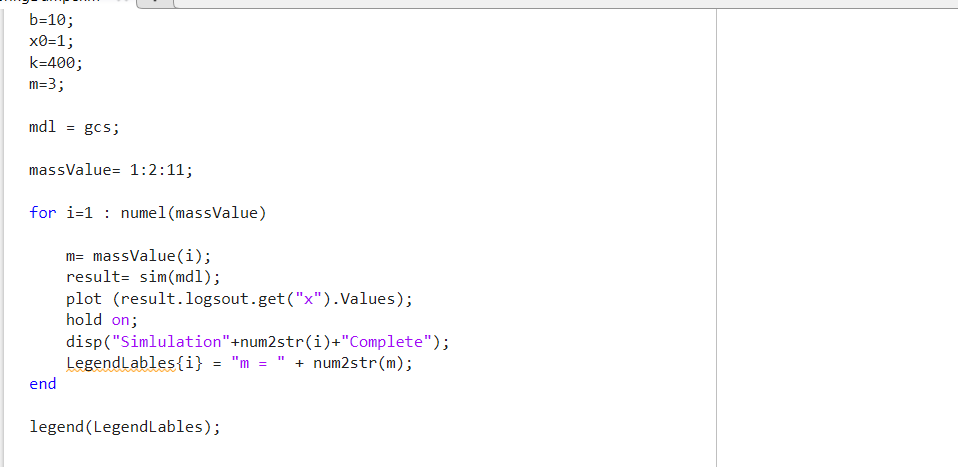 b=10;
x0=1;
k=400;
m=3;
mdl = gcs;
massValue= 1:2:11;
for i=1 : numel(massValue)
m= massValue(i);
result= sim(mdl);
plot (result.logsout.get("x").Values);
hold on;
disp("Simlulation"+num2str(i)+"Complete");
LegendLables{i} = "m = " + num2str(m);
end
legend(LegendLables);